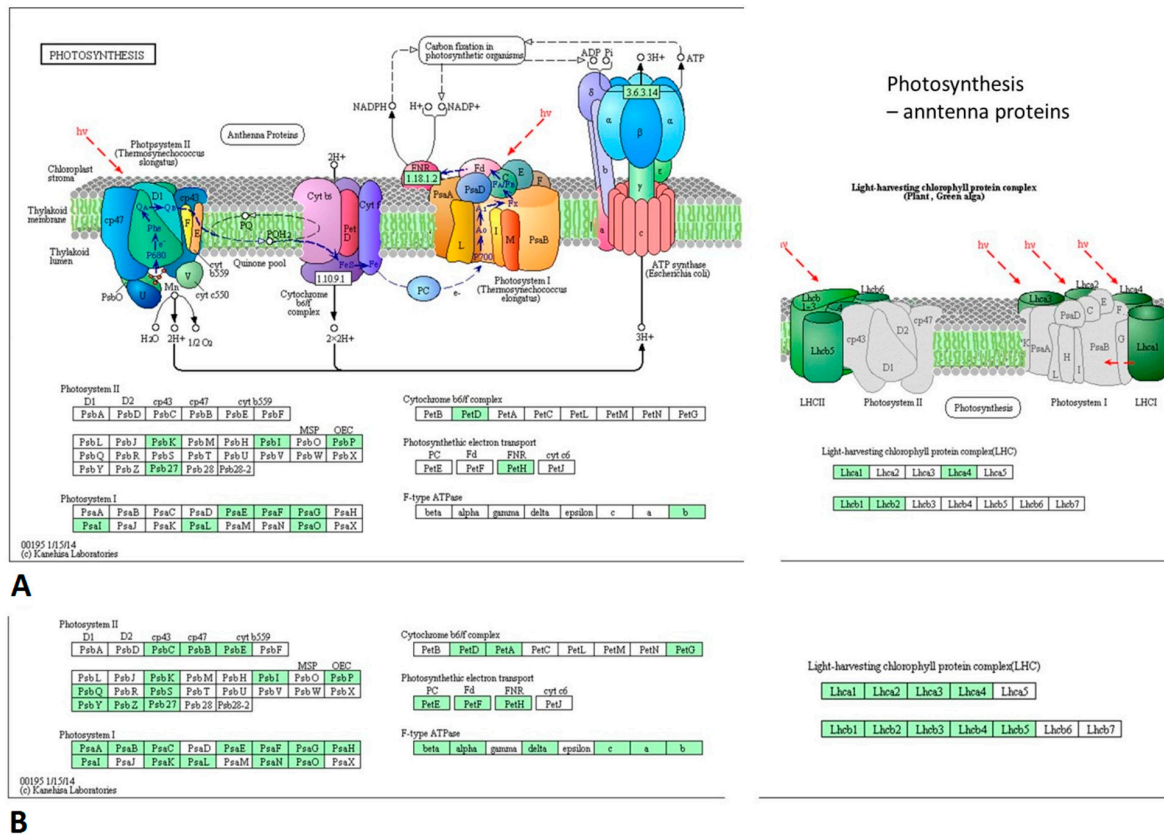 PHOTOSYNTHESIS
Carbon fixation in
photosynthetic organisms
ADP Pi
3H+
ATP
NADPH
H+
NADP+
3.6.3.14
δ
α
β
α
hν
Anthenna Proteins
hν
Photpsystem II
(Thermosynechococcus
elongatus)
2H+
FNR
1.18.1.2
Fd
Chloroplast
stroma
Thylakoid
membrane
Thylakoid
lumen
D1
cp43
cp47
QA
QB
F
E
Phe
e-
P680
cyt
b559
cyt c550
V
U
PsbO
Mn
PQ
PQH2
Quinone pool
Cyt b6
Cyt f
Pet
D
FeS
Fe
1.10.9.1
Cytochrome
b6/f
complex
PC
e-
PsaA
PsaD
C
E
F
FA/FB
Fx
A1
A0
L
I
M
PsaB
P700
Photosystem I
(Thermosynechococcus
elongatus)
b
γ
ε
a
c
ATP synthase
(Escherichia coli)
H2O
2H+
1/2 O2
2×2H+
3H+
Photosystem II
D1 D2 cp43 cp47 cyt b559
PsbA PsbD PsbC PsbB PsbE PsbF
MSP OEC
PsbL PsbJ PsbK PsbM PsbH PsbI PsbO PsbP
PsbQ PsbR PsbS PsbT PsbU PsbV PsbW PsbX
PsbY PsbZ Psb27 Psb28 Psb28-2
Photosystem I
PsaA PsaB PsaC PsaD PsaE PsaF PsaG PsaH
PsaI PsaJ PsaK PsaL PsaM PsaN PsaO PsaX
Cytochrome b6/f complex
PetB PetD PetA PetC PetL PetM PetN PetG
Photosynththic electron transport
PC Fd FNR cyt c6
PetE PetF PetH PetJ
F-type ATPase
beta alpha gamma delta epsilon c a b
00195 1/15/14
(c) Kanehisa Laboratories
Photosynthesis
– anntenna proteins
Light-harvesting chlorophyll protein complex
(Plant , Green alga)
hν
hν
hν
hν
Lhcb
1-3
4
Lhcb6
Lhcb5
cp43
cp47
D2
D1
Lhca3
Lhca2
Lhca4
Lhca1
K
PsaA
PsaD
C
E
F
G
H
PsaB
L
I
LHCII
Photosystem II
Photosynthesis
Photosystem I
LHCI
Light-harvesting chlorophyll protein complex(LHC)
Lhca1 Lhca2 Lhca3 Lhca4 Lhca5
Lhcb1 Lhcb2 Lhcb3 Lhcb4 Lhcb5 Lhcb6 Lhcb7
A
Photosystem II
D1 D2 cp43 cp47 cyt b559
PsbA PsbD PsbC PsbB PsbE PsbF
MSP OEC
PsbL PsbJ PsbK PsbM PsbH PsbI PsbO PsbP
PsbQ PsbR PsbS PsbT PsbU PsbV PsbW PsbX
PsbY PsbZ Psb27 Psb28 Psb28-2
Photosystem I
PsaA PsaB PsaC PsaD PsaE PsaF PsaG PsaH
PsaI PsaJ PsaK PsaL PsaM PsaN PsaO PsaX
Cytochrome b6/f complex
PetB PetD PetA PetC PetL PetM PetN PetG
Photosynththic electron transport
PC Fd FNR cyt c6
PetE PetF PetH PetJ
F-type ATPase
beta alpha gamma delta epsilon c a b
00195 1/15/14
(c) Kanehisa Laboratories
Light-harvesting chlorophyll protein complex(LHC)
Lhca1 Lhca2 Lhca3 Lhca4 Lhca5
Lhcb1 Lhcb2 Lhcb3 Lhcb4 Lhcb5 Lhcb6 Lhcb7
B